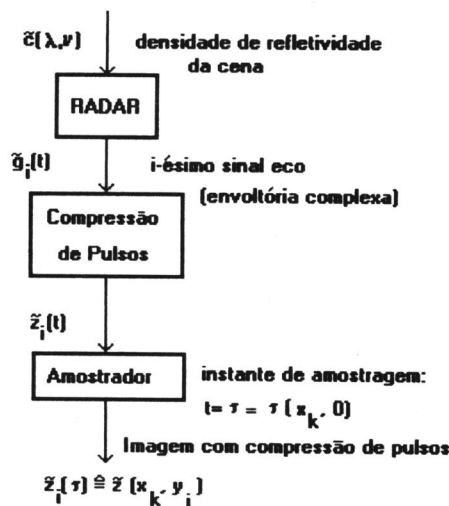 c̃(λ,γ) densidade de refletividade
da cena
RADAR
g̃ᵢ(t) i-ésimo sinal eco
(envoltória complexa)
Compressão
de Pulsos
z̃ᵢ(t)
Amostrador
instante de amostragem:
t= τ = τ (xₖ, 0)
Imagem com compressão de pulsos
z̃ᵢ(τ) ≙ z̃ (xₖ, yᵢ)